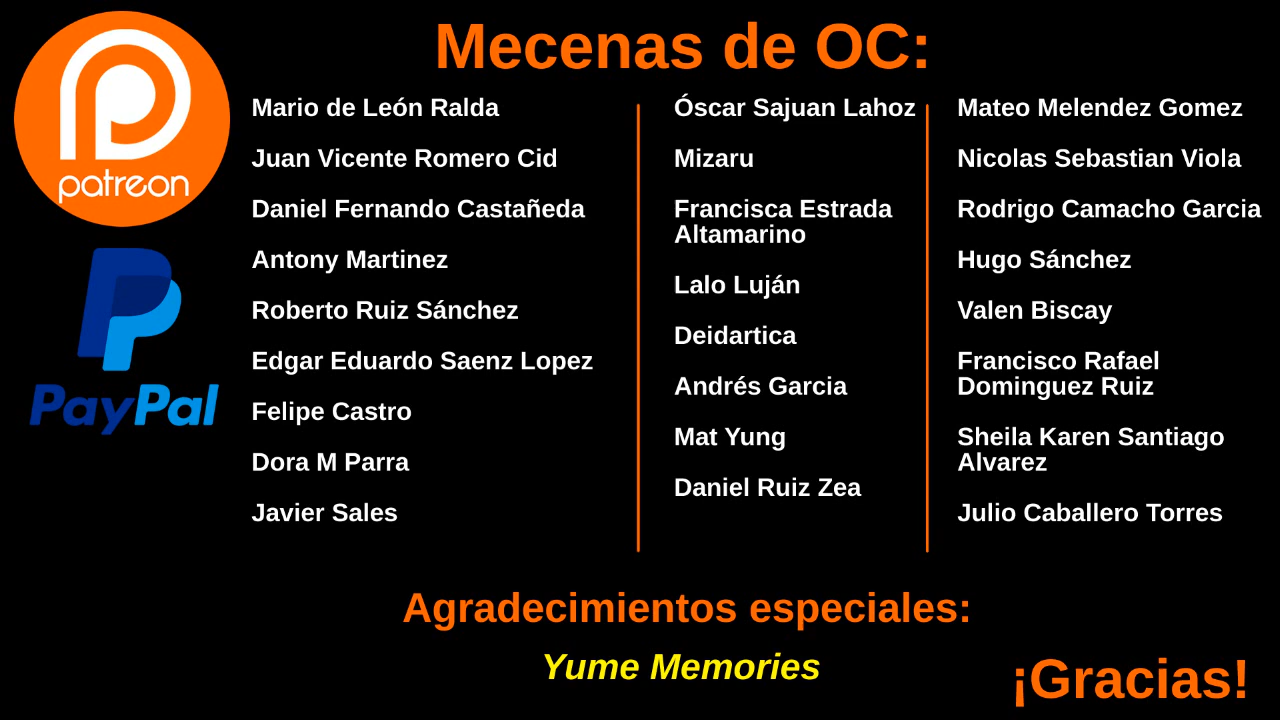 patreon
PayPal
Mecenas de OC:
Mario de León Ralda
Juan Vicente Romero Cid
Daniel Fernando Castañeda
Antony Martinez
Roberto Ruiz Sánchez
Edgar Eduardo Saenz Lopez
Felipe Castro
Dora M Parra
Javier Sales
Óscar Sajuan Lahoz
Mizaru
Francisca Estrada
Altamarino
Lalo Luján
Deidartica
Andrés Garcia
Mat Yung
Daniel Ruiz Zea
Mateo Melendez Gomez
Nicolas Sebastian Viola
Rodrigo Camacho Garcia
Hugo Sánchez
Valen Biscay
Francisco Rafael
Dominguez Ruiz
Sheila Karen Santiago
Alvarez
Julio Caballero Torres
Agradecimientos especiales:
Yume Memories
¡Gracias!